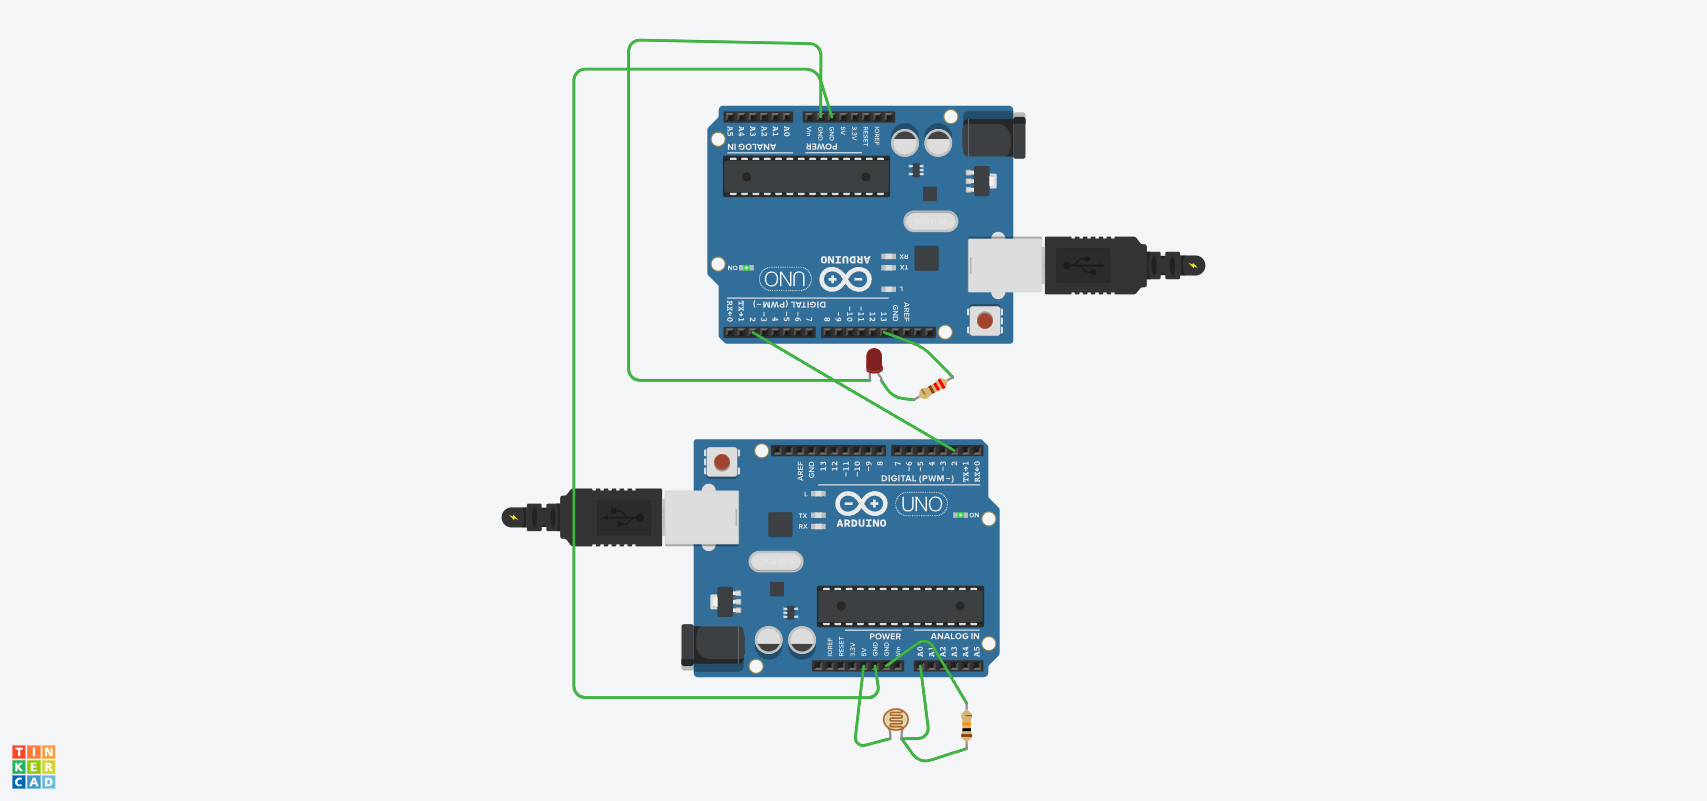 A5 A4 A3 A2 A1 A0
Vin GND GND 5V 3.3V RESET IOREF
ANALOG IN
POWER
RX
TX
L
ARDUINO
UNO
ON
DIGITAL (PWM~)
RX←0 TX→1 2 ~3 4 ~5 ~6 7
8 ~9 ~10 ~11 12 13 GND AREF
AREF GND 13 12 ~11 ~10 ~9 8
7 ~6 ~5 4 ~3 2 TX→1 RX←0
DIGITAL (PWM~)
L
TX
RX
ARDUINO
UNO
ON
POWER
ANALOG IN
IOREF RESET 3.3V 5V GND GND Vin
A0 A1 A2 A3 A4 A5
TIN
KER
CAD